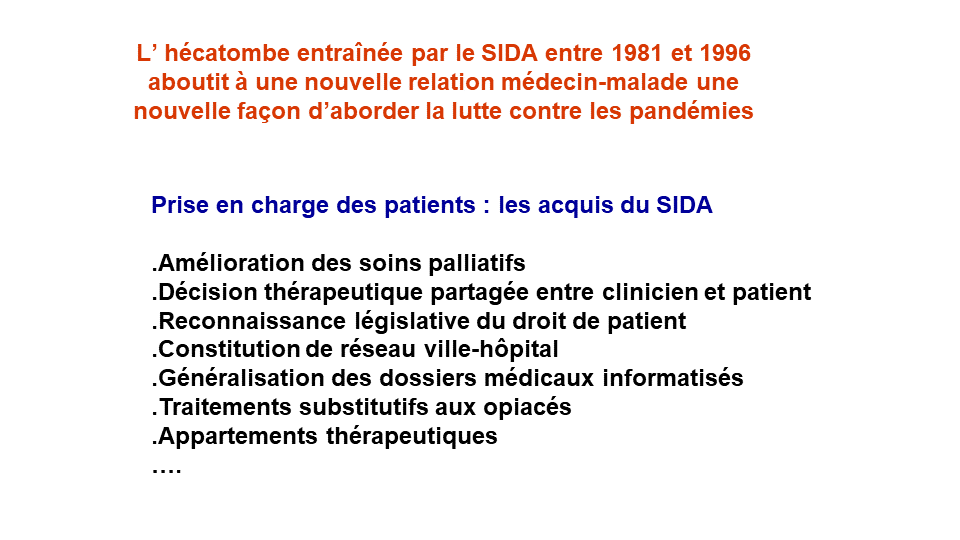 L’ hécatombe entraînée par le SIDA entre 1981 et 1996
aboutit à une nouvelle relation médecin-malade une
nouvelle façon d’aborder la lutte contre les pandémies
Prise en charge des patients : les acquis du SIDA
.Amélioration des soins palliatifs
.Décision thérapeutique partagée entre clinicien et patient
.Reconnaissance législative du droit de patient
.Constitution de réseau ville-hôpital
.Généralisation des dossiers médicaux informatisés
.Traitements substitutifs aux opiacés
.Appartements thérapeutiques
….